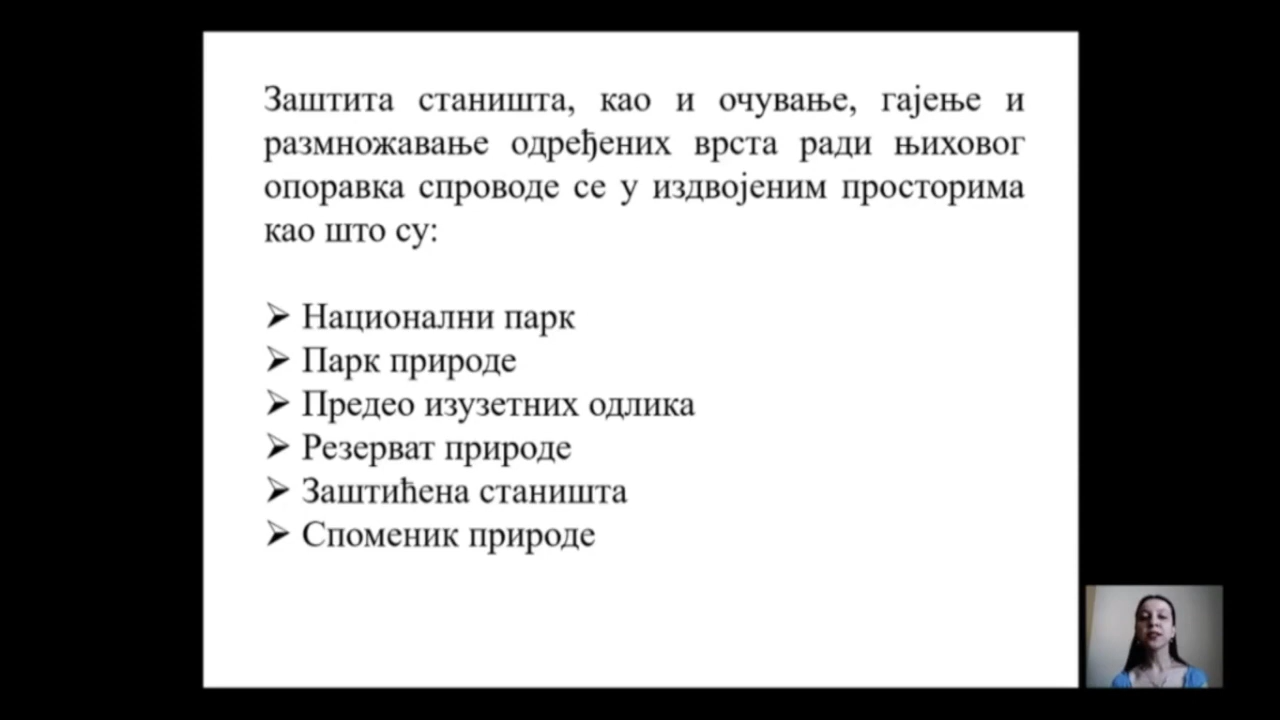 Заштита станишта, као и очување, гајење и
размножавање одређених врста ради њиховог
опоравка спроводе се у издвојеним просторима
као што су:
➢ Национални парк
➢ Парк природе
➢ Предео изузетних одлика
➢ Резерват природе
➢ Заштићена станишта
➢ Споменик природе